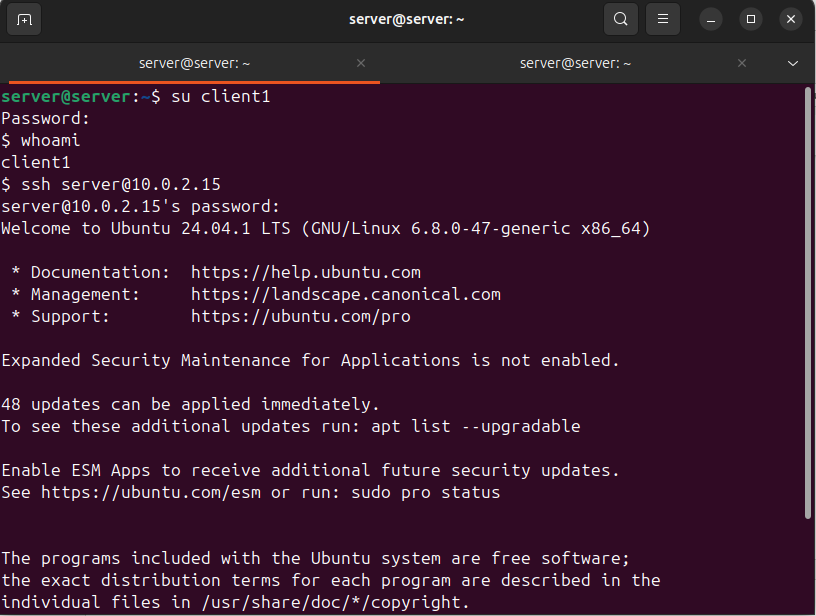 server@server: ~
server@server: ~
server@server: ~
server@server:~$ su client1
Password:
$ whoami
client1
$ ssh server@10.0.2.15
server@10.0.2.15's password:
Welcome to Ubuntu 24.04.1 LTS (GNU/Linux 6.8.0-47-generic x86_64)
* Documentation:  https://help.ubuntu.com
* Management:     https://landscape.canonical.com
* Support:        https://ubuntu.com/pro
Expanded Security Maintenance for Applications is not enabled.
48 updates can be applied immediately.
To see these additional updates run: apt list --upgradable
Enable ESM Apps to receive additional future security updates.
See https://ubuntu.com/esm or run: sudo pro status
The programs included with the Ubuntu system are free software;
the exact distribution terms for each program are described in the
individual files in /usr/share/doc/*/copyright.